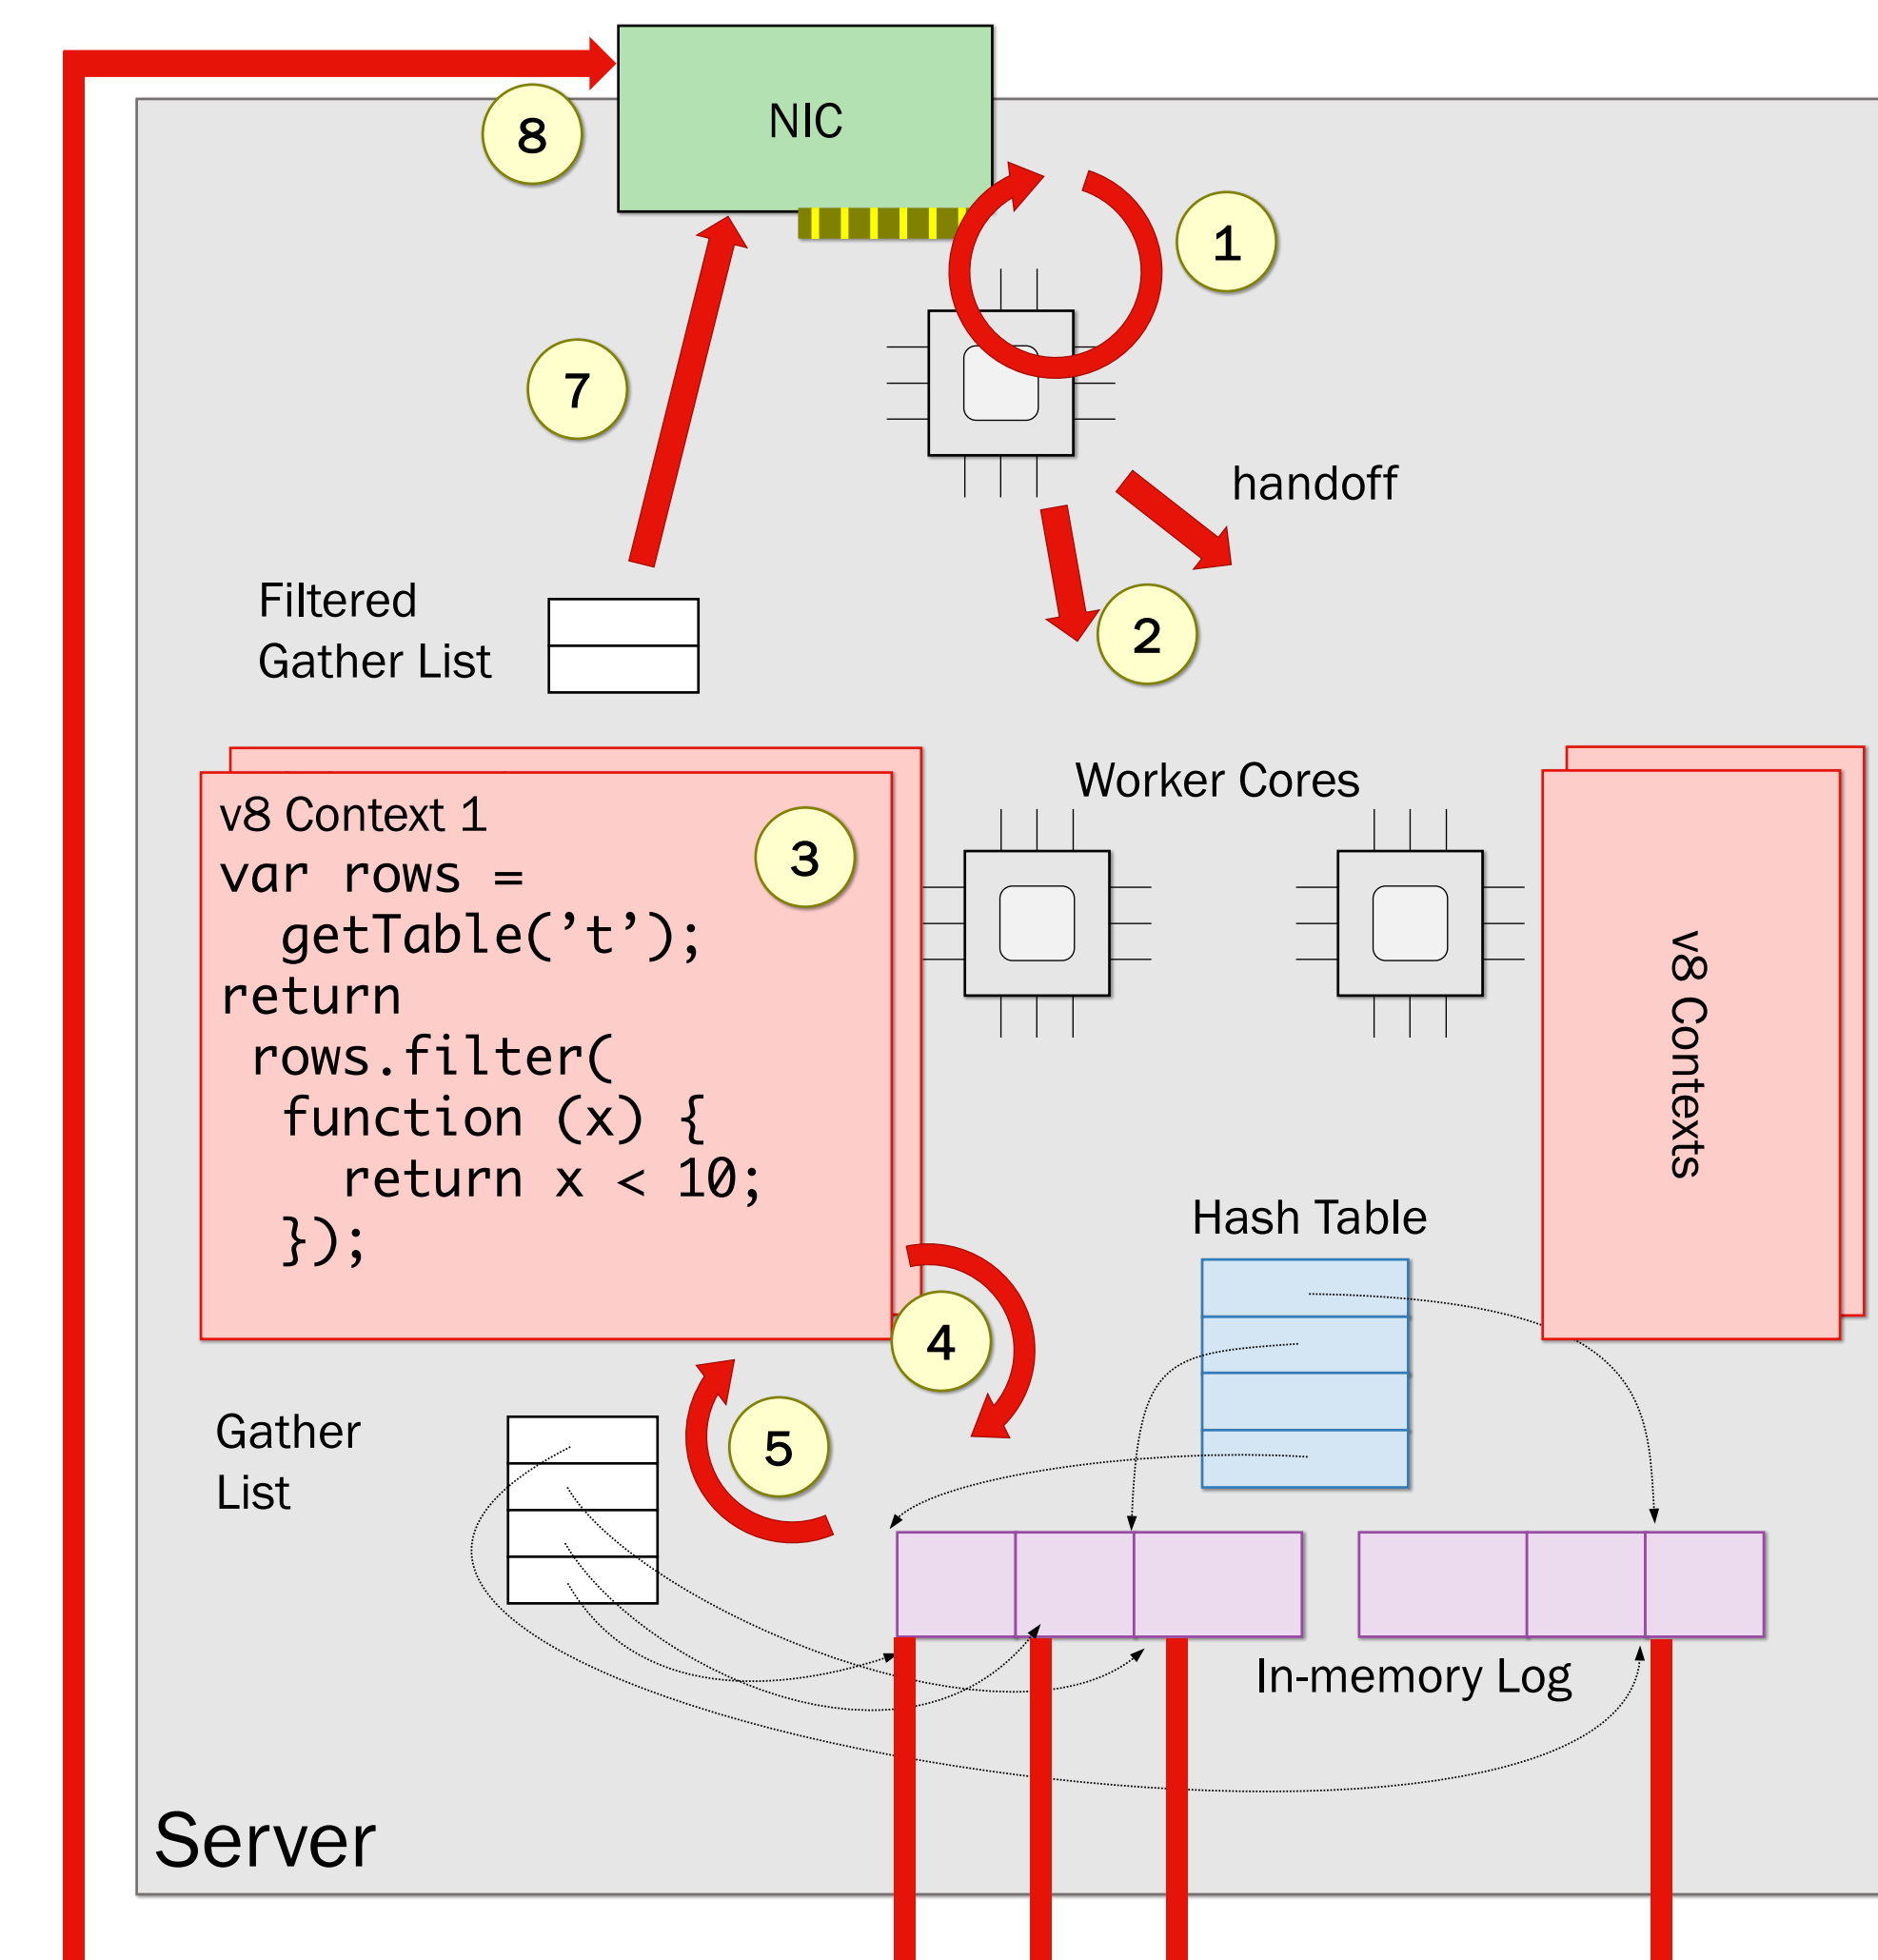 NIC
8
1
7
handoff
2
Filtered
Gather List
Worker Cores
v8 Context 1
3
var rows =
getTable(’t’);
return
rows.filter(
function (x) {
return x < 10;
});
v8 Contexts
Hash Table
4
5
Gather
List
In-memory Log
Server